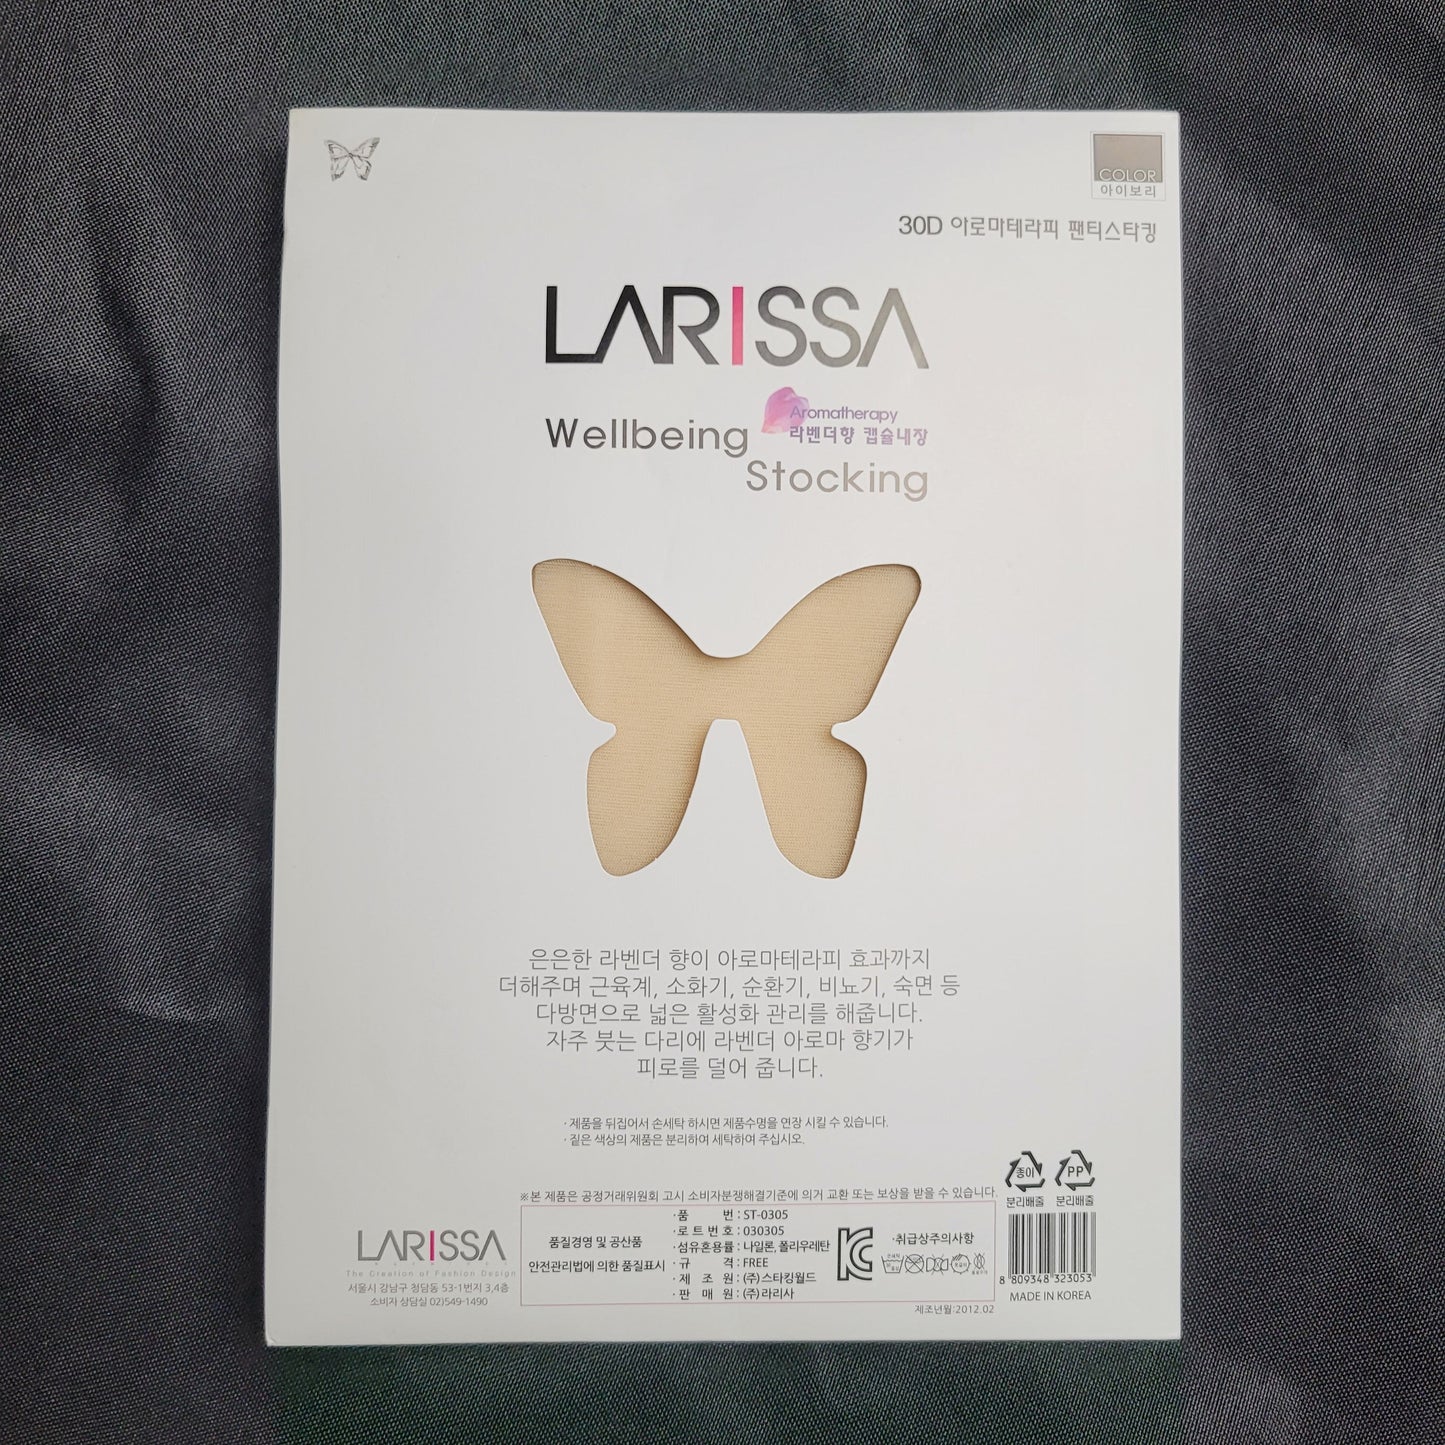 COLOR
아이보리
30D 아로마테라피 팬티스타킹
LARISSA
Aromatherapy
라벤더향 캡슐내장
Wellbeing
Stocking
은은한 라벤더 향이 아로마테라피 효과까지
더해주며 근육계, 소화기, 순환기, 비뇨기, 숙면 등
다방면으로 넓은 활성화 관리를 해줍니다.
자주 붓는 다리에 라벤더 아로마 향기가
피로를 덜어 줍니다.
·제품을 뒤집어서 손세탁 하시면 제품수명을 연장 시킬 수 있습니다.
·짙은 색상의 제품은 분리하여 세탁하여 주십시오.
종이
분리배출
PP
분리배출
※본 제품은 공정거래위원회 고시 소비자분쟁해결기준에 의거 교환 또는 보상을 받을 수 있습니다.
LARISSA
The Creation of Fashion Design
서울시 강남구 청담동 53-1번지 3,4층
소비자 상담실 02)549-1490
품질경영 및 공산품
안전관리법에 의한 품질표시
·품 번 : ST-0305
·로트번호 : 030305
·섬유혼용률 : 나일론, 폴리우레탄
·규 격 : FREE
·제 조 원 : (주)스타킹월드
·판 매 원 : (주)라리사
·취급상주의사항
제조년월:2012.02
8 809348 323053
MADE IN KOREA